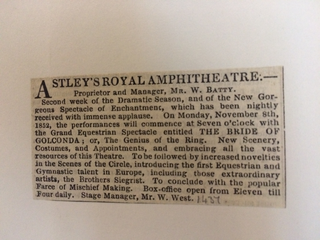 ASTLEY'S ROYAL AMPHITHEATRE.—
Proprietor and Manager, MR. W. BATTY.
Second week of the Dramatic Season, and of the New Gor-
geous Spectacle of Enchantment, which has been nightly
received with immense applause. On Monday, November 8th,
1852, the performances will commence at Seven o'clock with
the Grand Equestrian Spectacle entitled THE BRIDE OF
GOLCONDA; or, The Genius of the Ring. New Scenery,
Costumes, and Appointments, and embracing all the vast
resources of this Theatre. To be followed by increased novelties
in the Scenes of the Circle, introducing the first Equestrian and
Gymnastic talent in Europe, including those extraordinary
artists, the Brothers Siegrist. To conclude with the popular
Farce of Mischief Making. Box-office open from Eleven till
Four daily. Stage Manager, Mr. W. West.